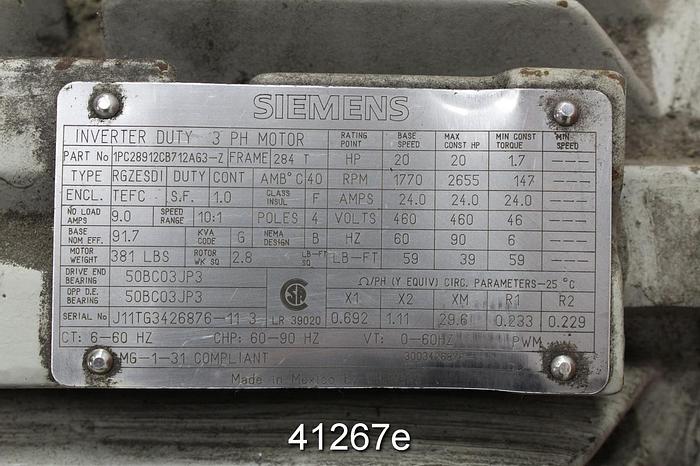 SIEMENS
INVERTER DUTY 3 PH MOTOR RATING POINT BASE SPEED MAX CONST HP MIN CONST TORQUE MIN SPEED
PART No 1PC28912CB712AG3-Z FRAME 284 T HP 20 20 1.7 ----
TYPE RGZESDI DUTY CONT AMB°C 40 RPM 1770 2655 147 ----
ENCL. TEFC S.F. 1.0 CLASS INSUL F AMPS 24.0 24.0 24.0 ----
NO LOAD AMPS 9.0 SPEED RANGE 10:1 POLES 4 VOLTS 460 460 46 ----
BASE NOM EFF. 91.7 KVA CODE G NEMA DESIGN B HZ 60 90 6 ----
MOTOR WEIGHT 381 LBS ROTOR WK SQ 2.8 LB-FT SQ LB-FT 59 39 59 ----
DRIVE END BEARING 50BC03JP3 Ω/PH (Y EQUIV) CIRC. PARAMETERS-25 °C
OPP D.E. BEARING 50BC03JP3 SA X1 X2 XM R1 R2
SERIAL No J11TG3426876-11 3 LR 39020 0.692 1.11 29.6 0.233 0.229
CT: 6-60 HZ CHP: 60-90 HZ VT: 0-60HZ PWM
MG-1-31 COMPLIANT
Made in Mexico
41267e